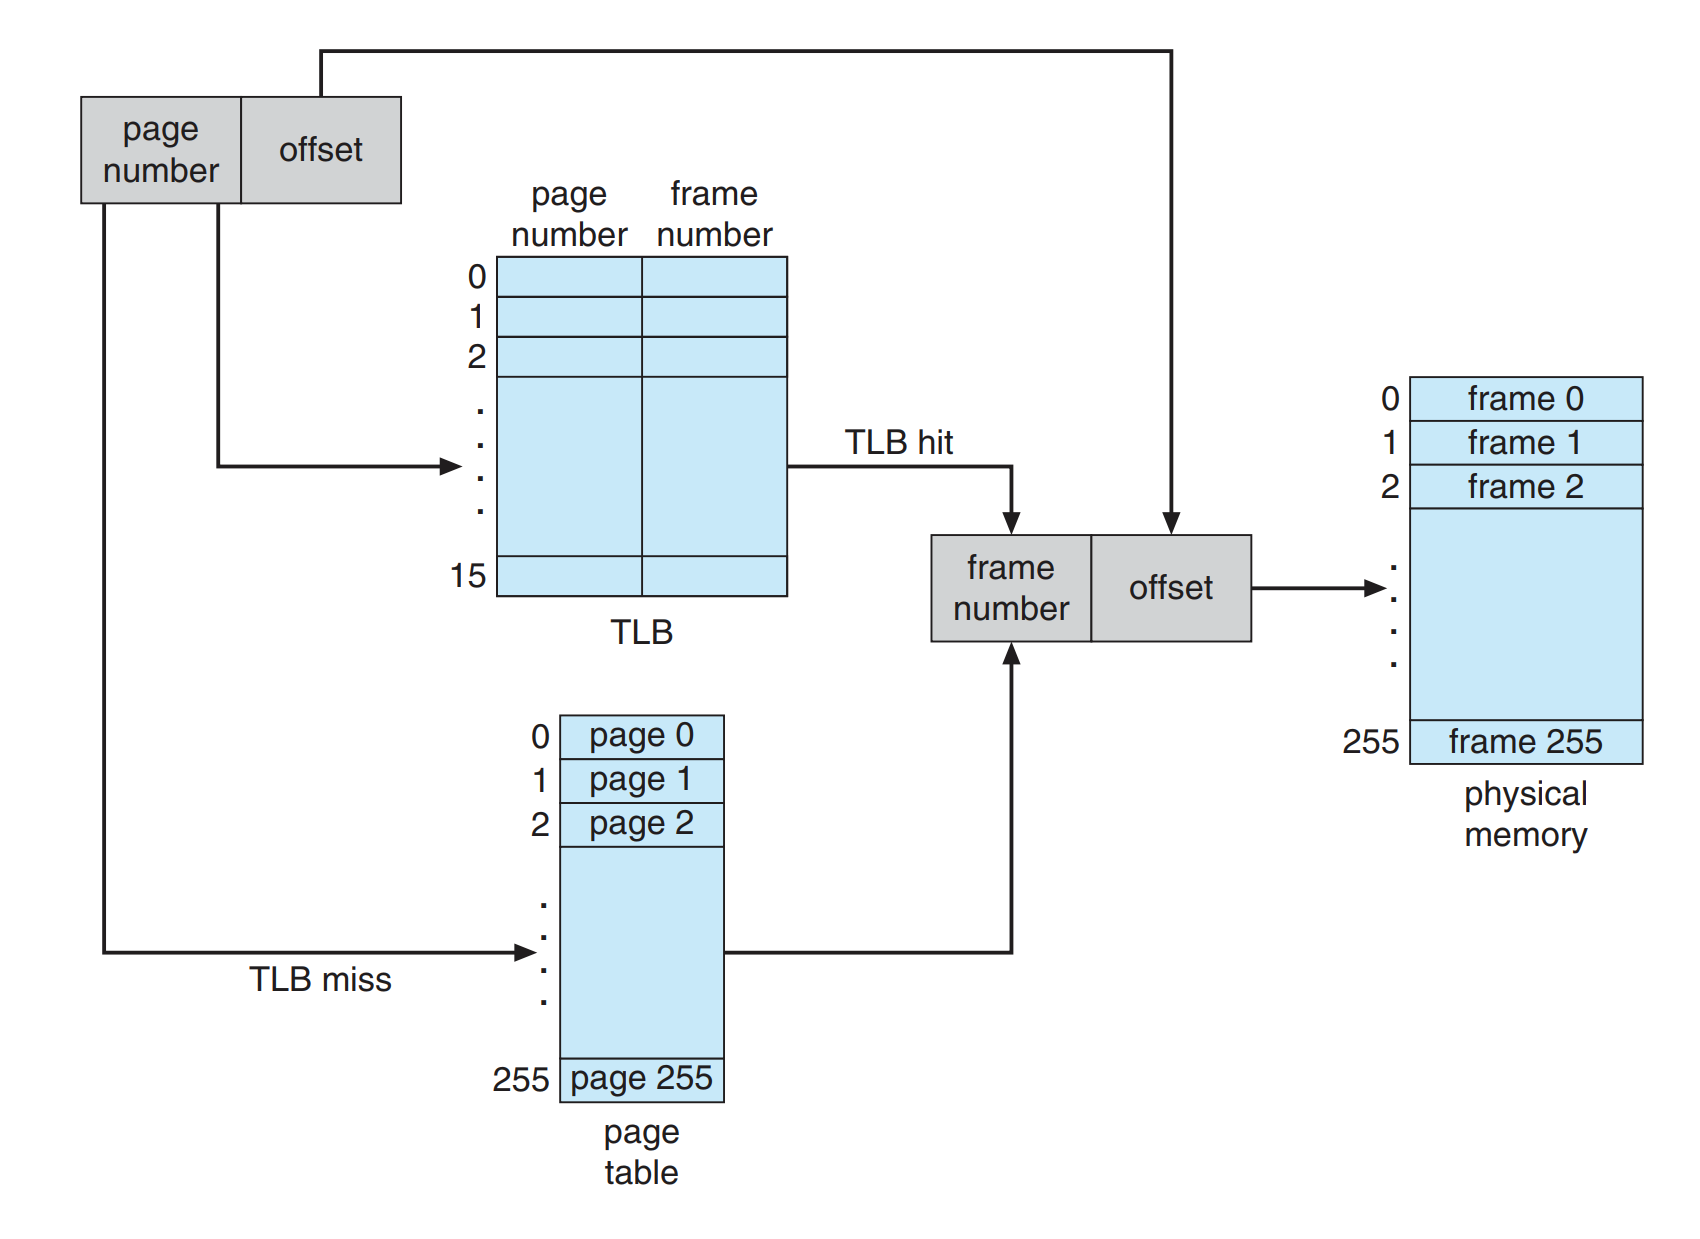 page
number
offset
page
number
frame
number
0
1
2
.
.
.
.
15
TLB
TLB hit
frame
number
offset
0 frame 0
1 frame 1
2 frame 2
.
.
.
.
255 frame 255
physical
memory
0 page 0
1 page 1
2 page 2
.
.
.
.
255 page 255
page
table
TLB miss